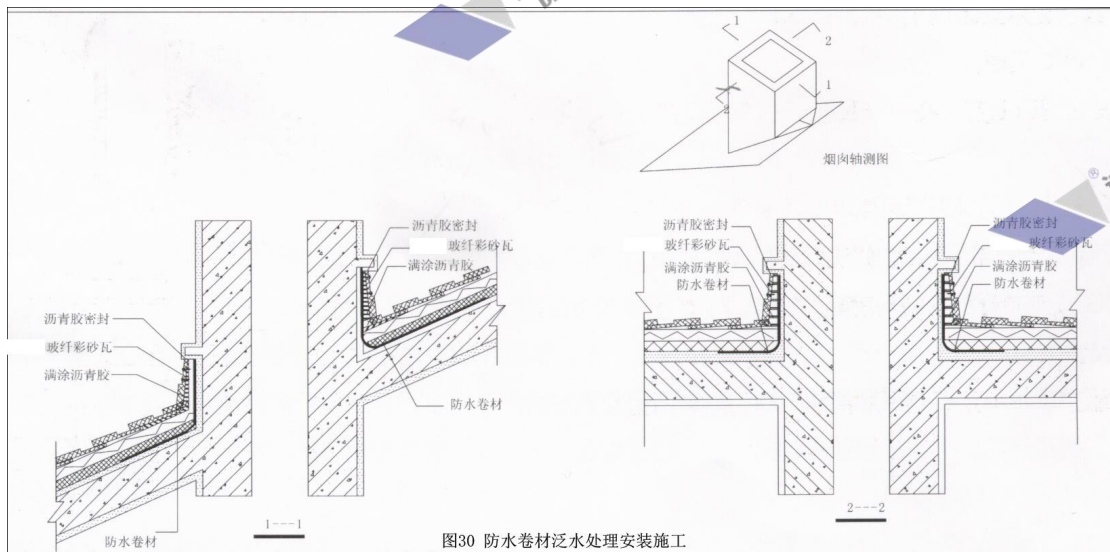 1
2
1
2
烟囱轴测图
沥青胶密封
玻纤彩砂瓦
满涂沥青胶
防水卷材
沥青胶密封
玻纤彩砂瓦
满涂沥青胶
防水卷材
1---1
沥青胶密封
玻纤彩砂瓦
满涂沥青胶
防水卷材
沥青胶密封
玻纤彩砂瓦
满涂沥青胶
防水卷材
2---2
图30 防水卷材泛水处理安装施工